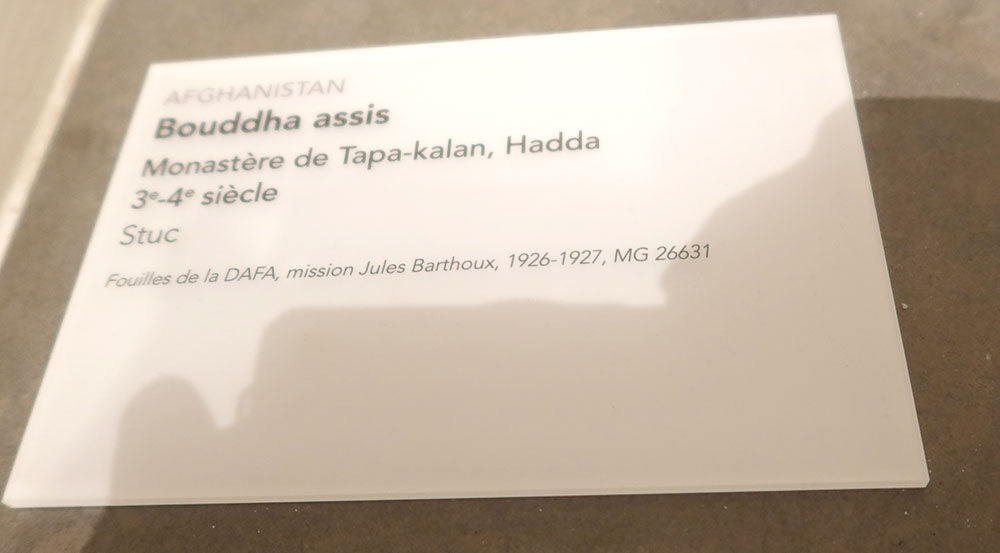 AFGHANISTAN
Bouddha assis
Monastère de Tapa-kalan, Hadda
3e-4e siècle
Stuc
Fouilles de la DAFA, mission Jules Barthoux, 1926-1927, MG 26631